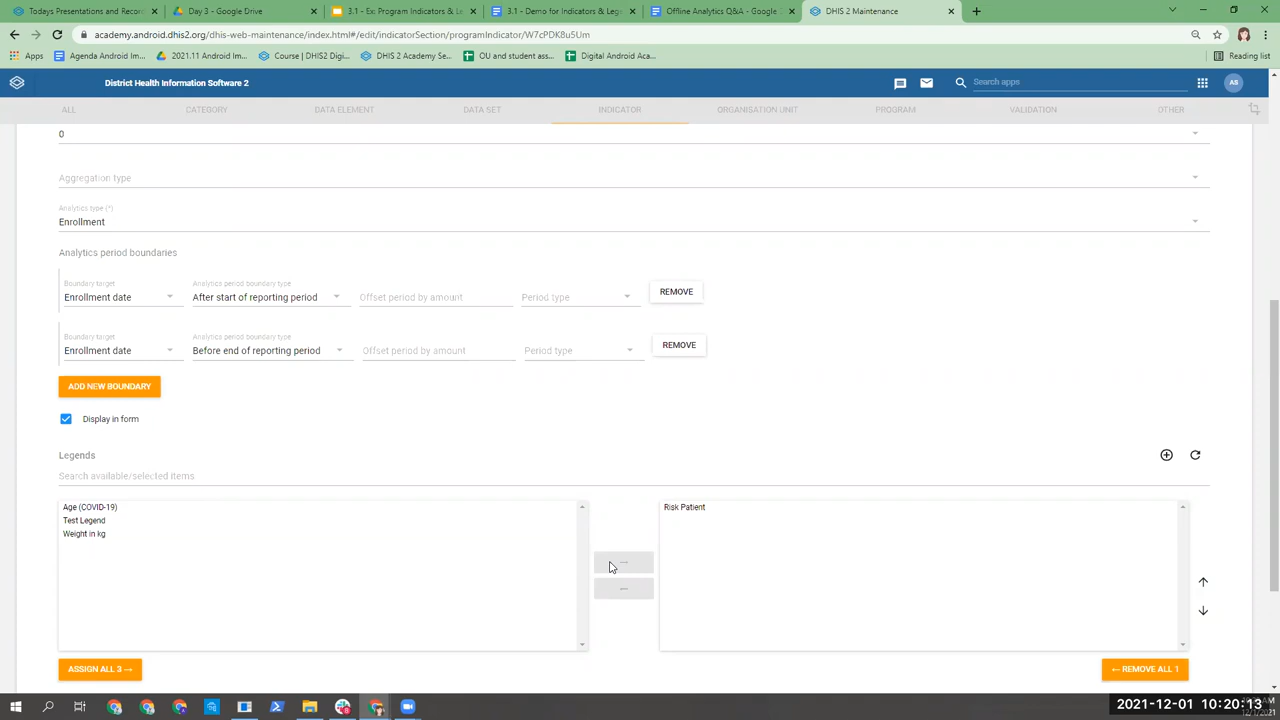 Todays Presentations and Recor
Day 3 - Google Drive
3.1 - Ex: Program Indicators & Le
3.1 - Demo for Indicators & Leg
Offline Analytics Q&A - Google
DHIS 2 Maintenance
academy.android.dhis2.org/dhis-web-maintenance/index.html#/edit/indicatorSection/programIndicator/W7cPDK8u5Um
Apps
Agenda Android Im...
2021.11 Android Im...
Course | DHIS2 Digi...
DHIS 2 Academy Se...
OU and student ass...
Digital Android Aca...
Reading list
District Health Information Software 2
Search apps
AS
ALL
CATEGORY
DATA ELEMENT
DATA SET
INDICATOR
ORGANISATION UNIT
PROGRAM
VALIDATION
OTHER
0
Aggregation type
Analytics type (*)
Enrollment
Analytics period boundaries
Boundary target
Enrollment date
Analytics period boundary type
After start of reporting period
Offset period by amount
Period type
REMOVE
Boundary target
Enrollment date
Analytics period boundary type
Before end of reporting period
Offset period by amount
Period type
REMOVE
ADD NEW BOUNDARY
Display in form
Legends
Search available/selected items
Age (COVID-19)
Test Legend
Weight in kg
Risk Patient
ASSIGN ALL 3 →
← REMOVE ALL 1
2021-12-01 10:20:13